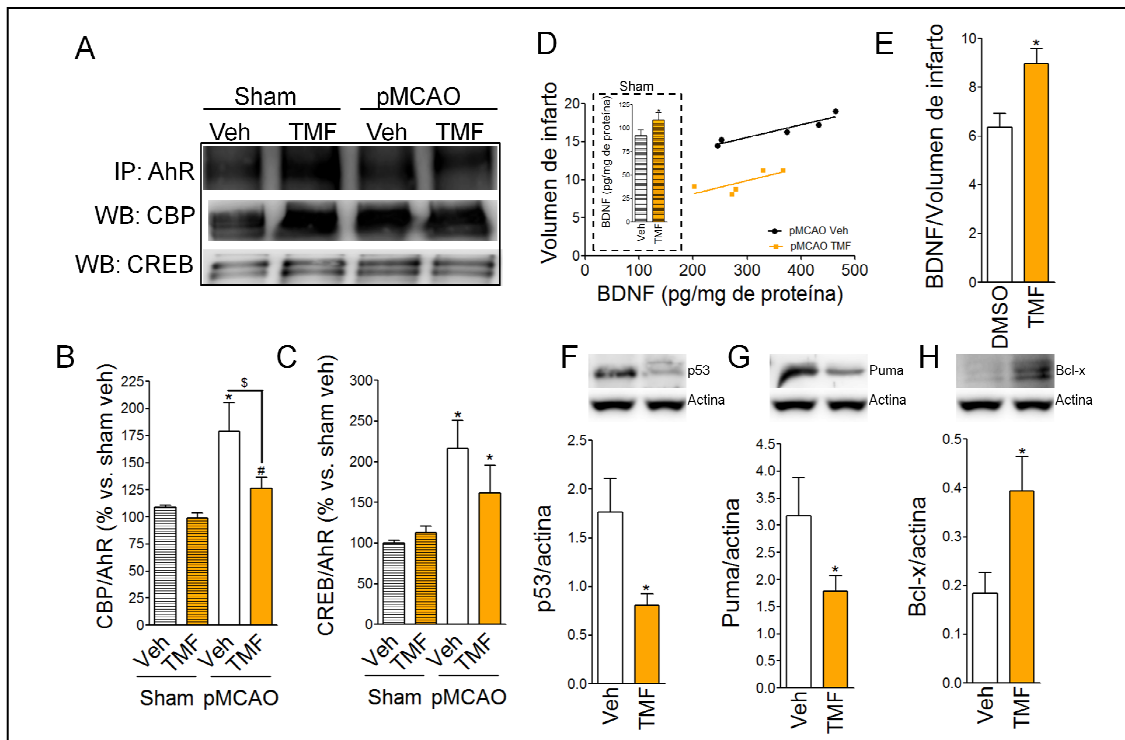 A
Sham
pMCAO
Veh
TMF
Veh
TMF
IP: AhR
WB: CBP
WB: CREB
B
CBP/AhR (% vs. sham veh)
225
200
175
150
125
100
75
50
25
0
*
$
#
Veh
TMF
Veh
TMF
Sham
pMCAO
C
CREB/AhR (% vs. sham veh)
300
250
200
150
100
50
0
*
*
Veh
TMF
Veh
TMF
Sham
pMCAO
D
Volumen de infarto
20
15
10
5
0
Sham
BDNF (pg/mg de proteína)
125
100
75
50
25
0
*
Veh
TMF
pMCAO Veh
pMCAO TMF
0
100
200
300
400
500
BDNF (pg/mg de proteína)
E
BDNF/Volumen de infarto
10
8
6
4
2
0
*
DMSO
TMF
F
p53
Actina
p53/actina
2.5
2.0
1.5
1.0
0.5
0.0
*
Veh
TMF
G
Puma
Actina
Puma/actina
4.5
4.0
3.5
3.0
2.5
2.0
1.5
1.0
0.5
0.0
*
Veh
TMF
H
Bcl-x
Actina
Bcl-x/actina
0.5
0.4
0.3
0.2
0.1
0.0
*
Veh
TMF